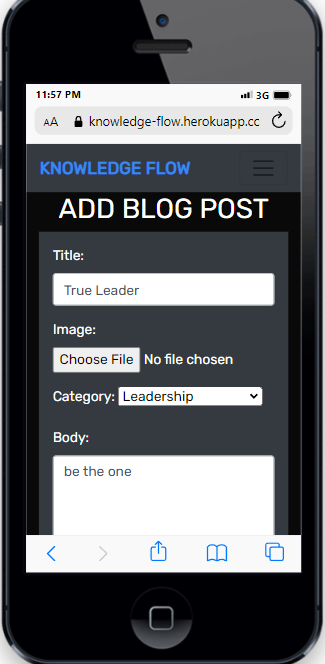 11:57 PM 3G
AA knowledge-flow.herokuapp.cc
KNOWLEDGE FLOW
ADD BLOG POST
Title:
True Leader
Image:
Choose File No file chosen
Category: Leadership
Body:
be the one